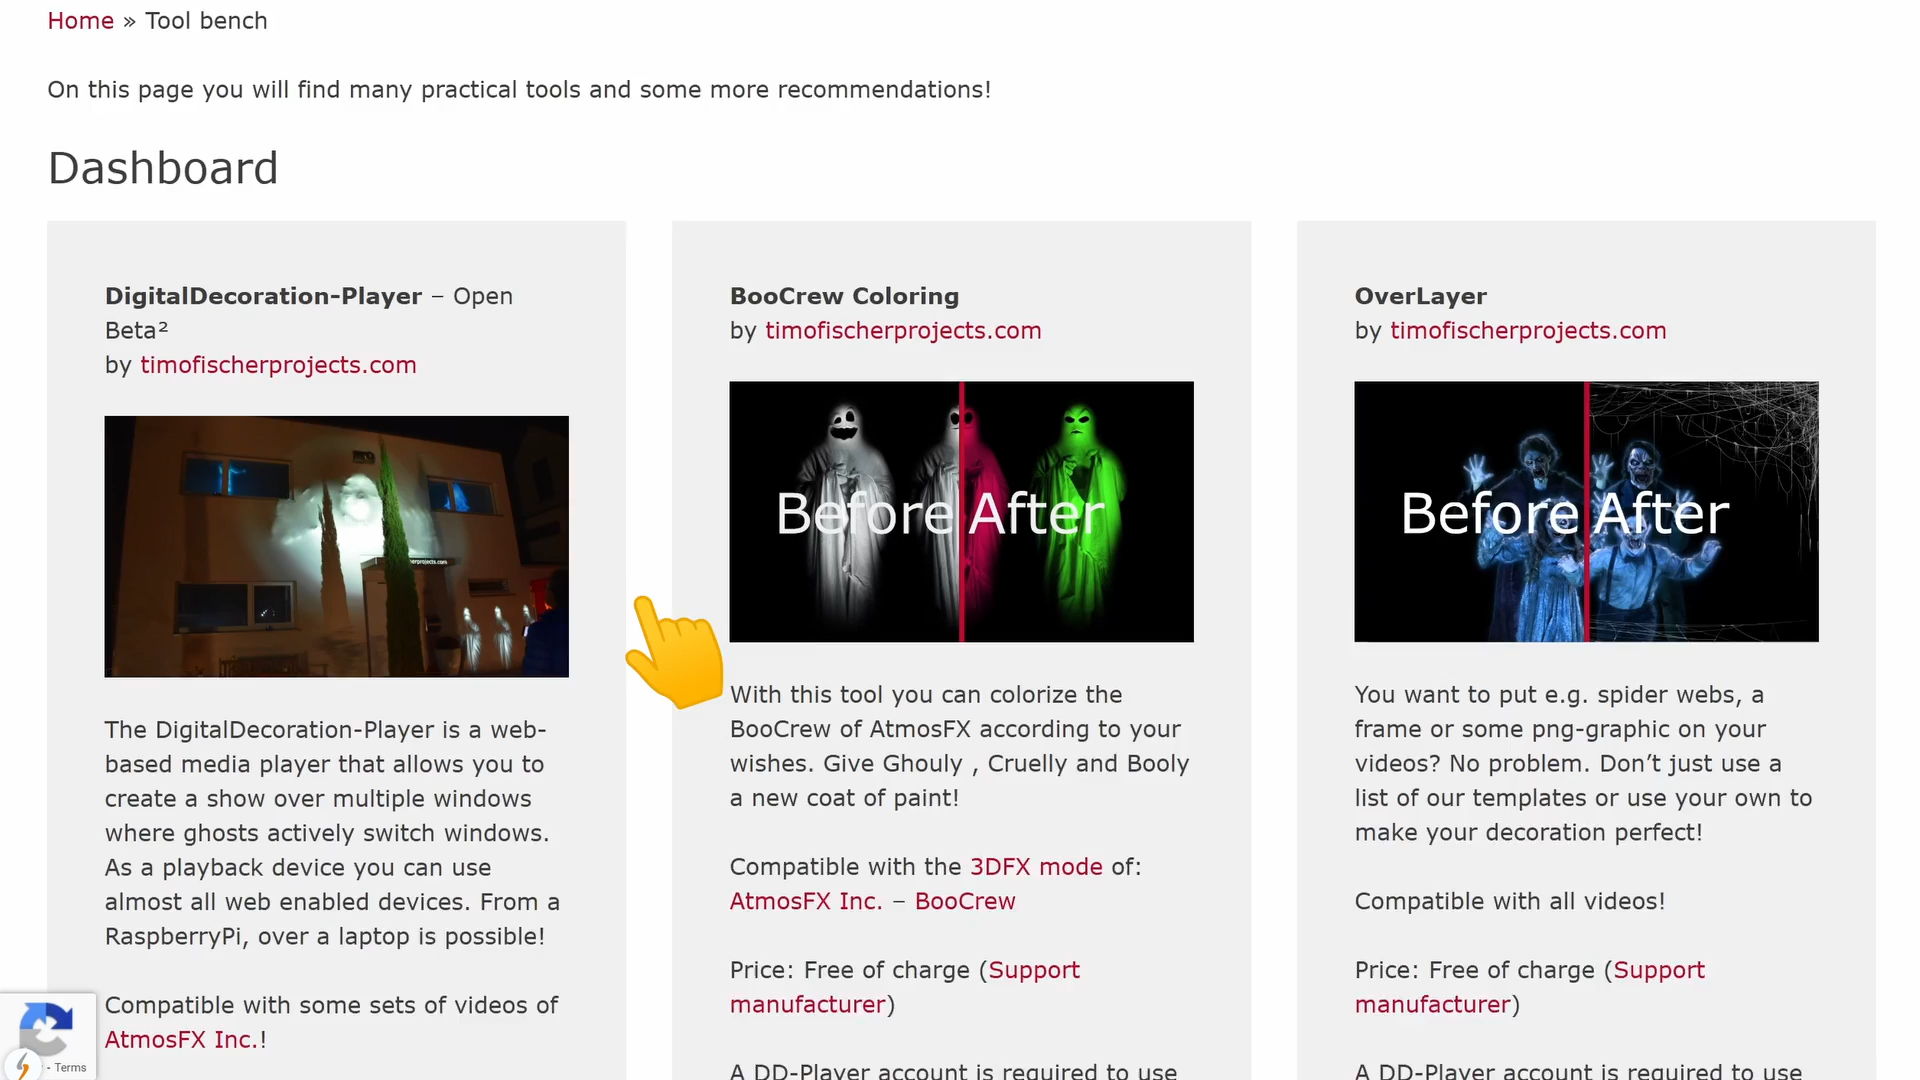 Home » Tool bench
On this page you will find many practical tools and some more recommendations!
Dashboard
DigitalDecoration-Player – Open
Beta²
by timofischerprojects.com
The DigitalDecoration-Player is a web-
based media player that allows you to
create a show over multiple windows
where ghosts actively switch windows.
As a playback device you can use
almost all web enabled devices. From a
RaspberryPi, over a laptop is possible!
Compatible with some sets of videos of
AtmosFX Inc.!
BooCrew Coloring
by timofischerprojects.com
Before After
With this tool you can colorize the
BooCrew of AtmosFX according to your
wishes. Give Ghouly , Cruelly and Booly
a new coat of paint!
Compatible with the 3DFX mode of:
AtmosFX Inc. – BooCrew
Price: Free of charge (Support
manufacturer)
A DD-Player account is required to use
OverLayer
by timofischerprojects.com
Before After
You want to put e.g. spider webs, a
frame or some png-graphic on your
videos? No problem. Don’t just use a
list of our templates or use your own to
make your decoration perfect!
Compatible with all videos!
Price: Free of charge (Support
manufacturer)
A DD-Player account is required to use
- Terms